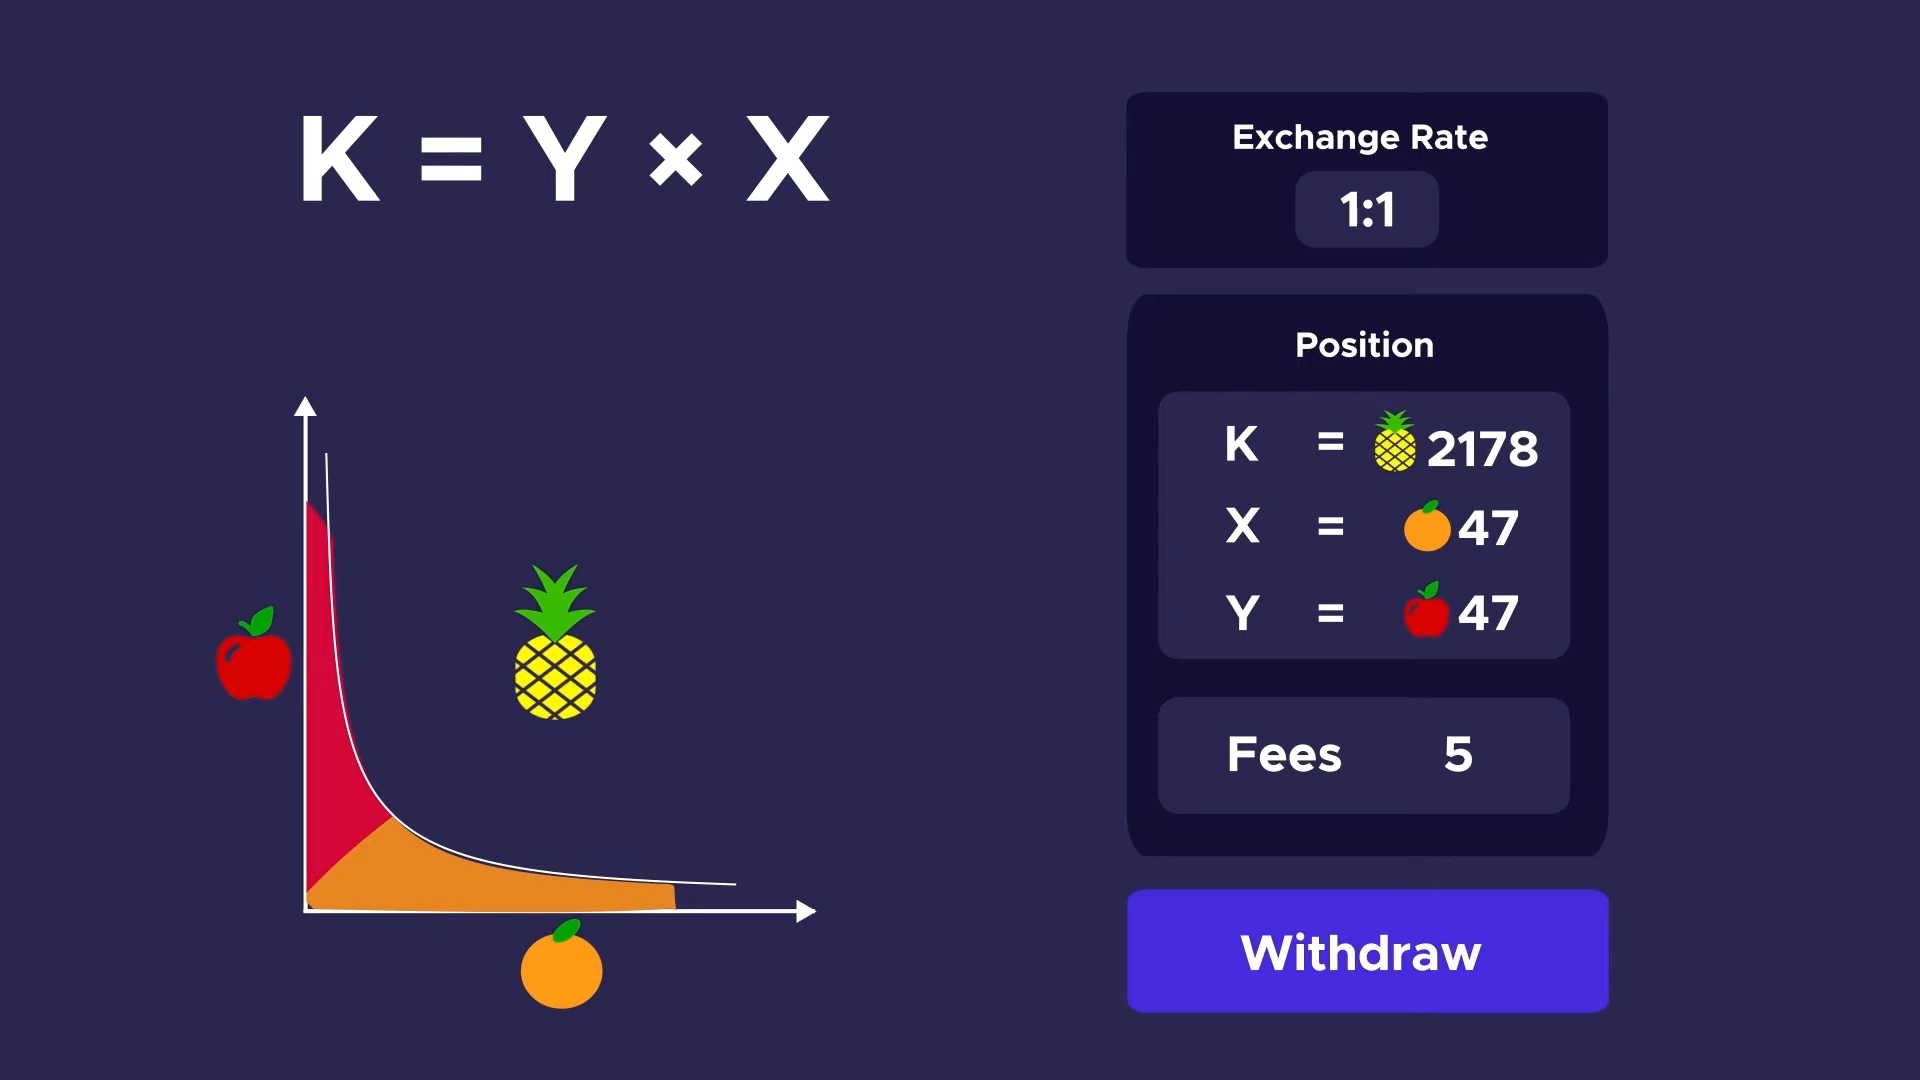 K = Y × X
Exchange Rate
1:1
Position
K = 2178
X = 47
Y = 47
Fees 5
Withdraw